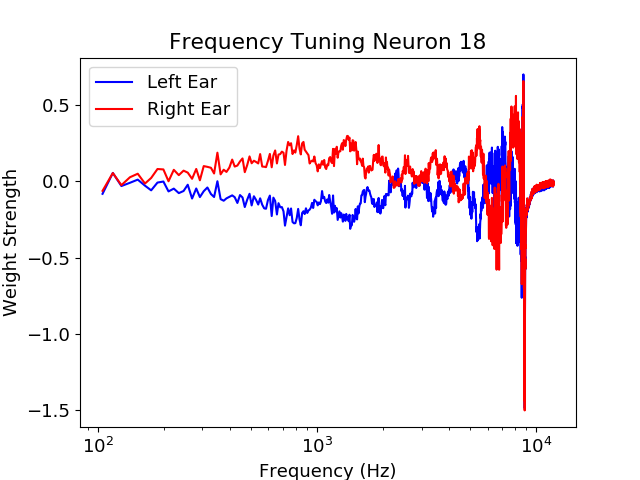 Frequency Tuning Neuron 18
Left Ear
Right Ear
0.5
0.0
−0.5
−1.0
−1.5
Weight Strength
10² 10³ 10⁴
Frequency (Hz)